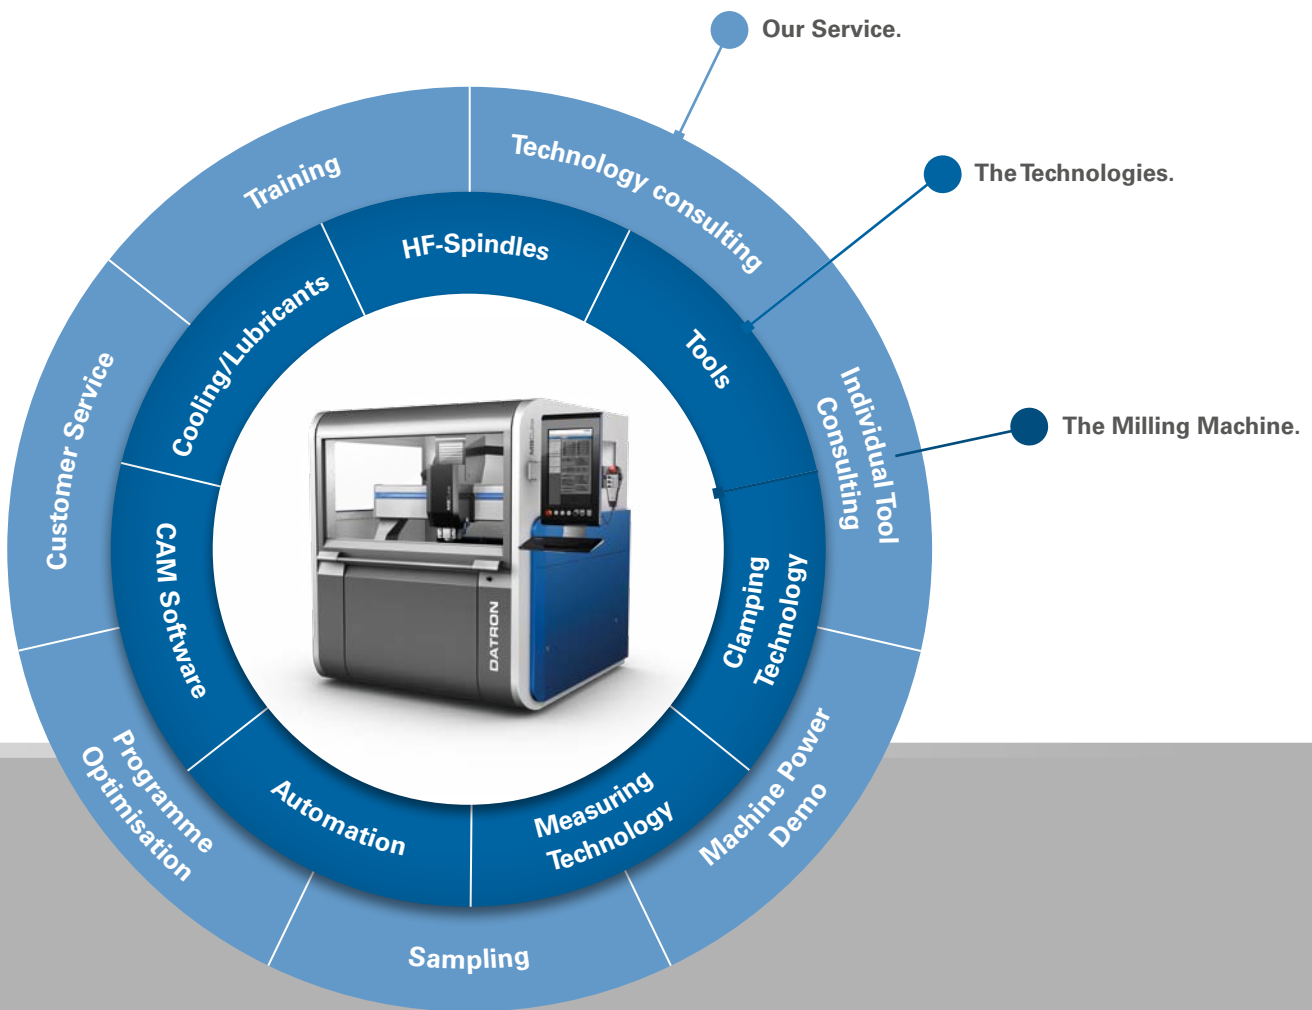 Our Service.
The Technologies.
The Milling Machine.
Technology consulting
Individual Tool
Consulting
Machine Power
Demo
Sampling
Programme
Optimisation
Customer Service
Training
HF-Spindles
Tools
Clamping
Technology
Measuring
Technology
Automation
CAM Software
Cooling/Lubricants
DATRON